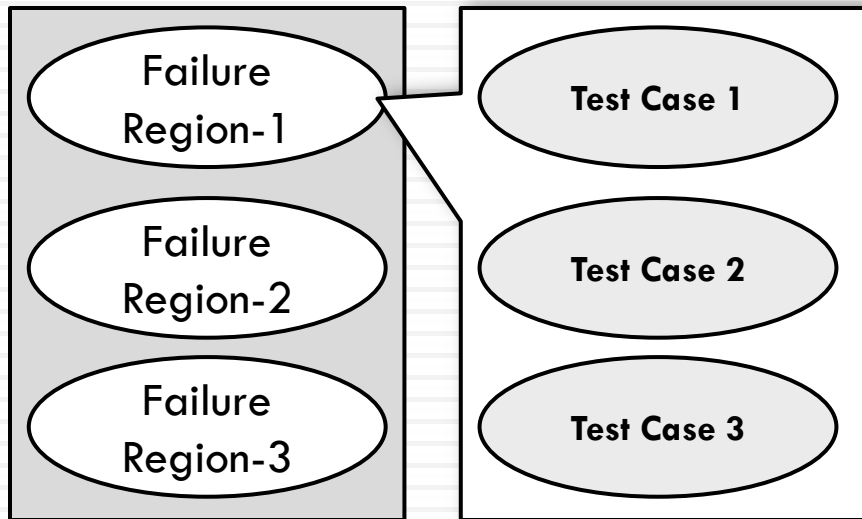 Failure
Region-1
Failure
Region-2
Failure
Region-3
Test Case 1
Test Case 2
Test Case 3